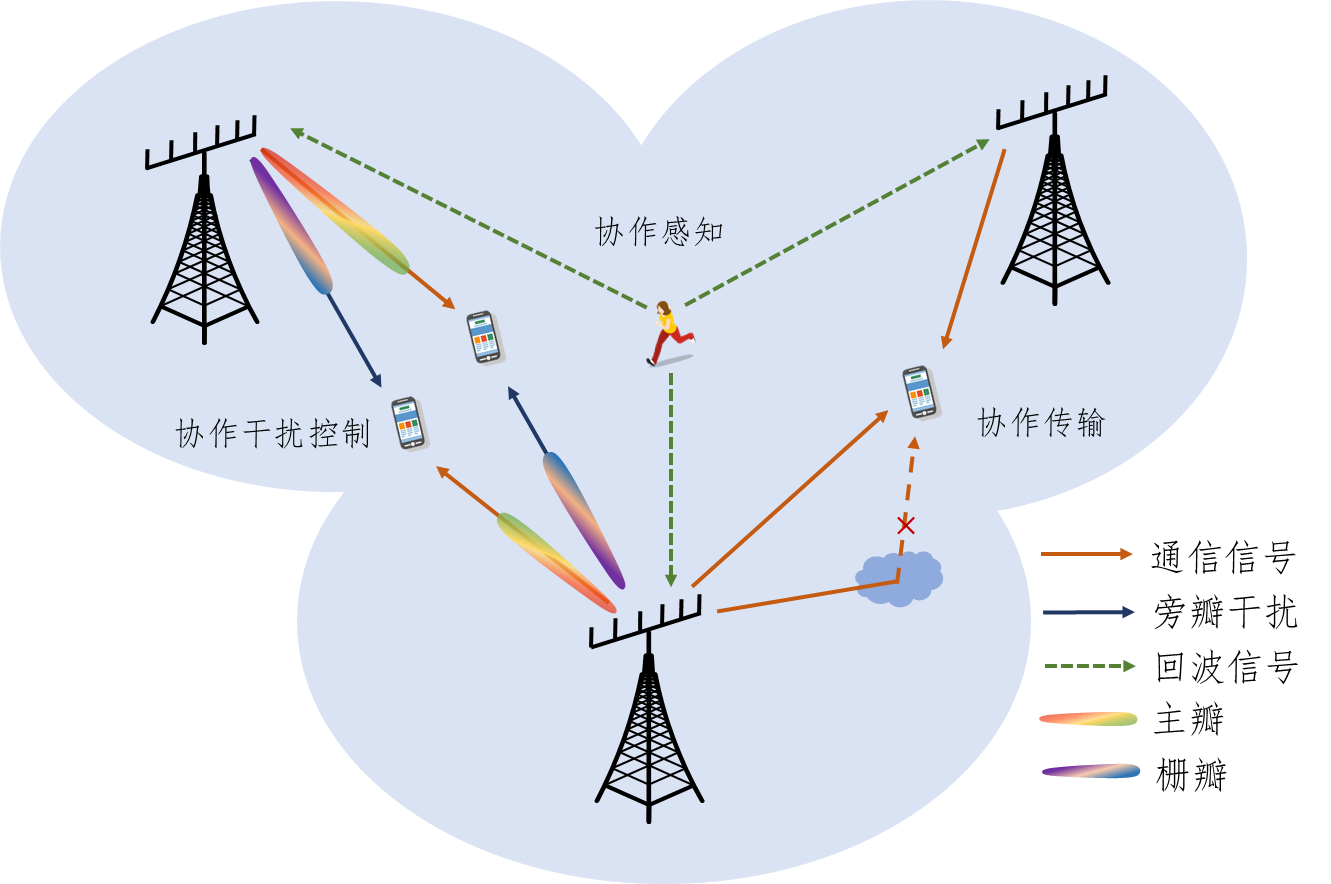 协作感知
协作干扰控制
协作传输
通信信号
旁瓣干扰
回波信号
主瓣
栅瓣